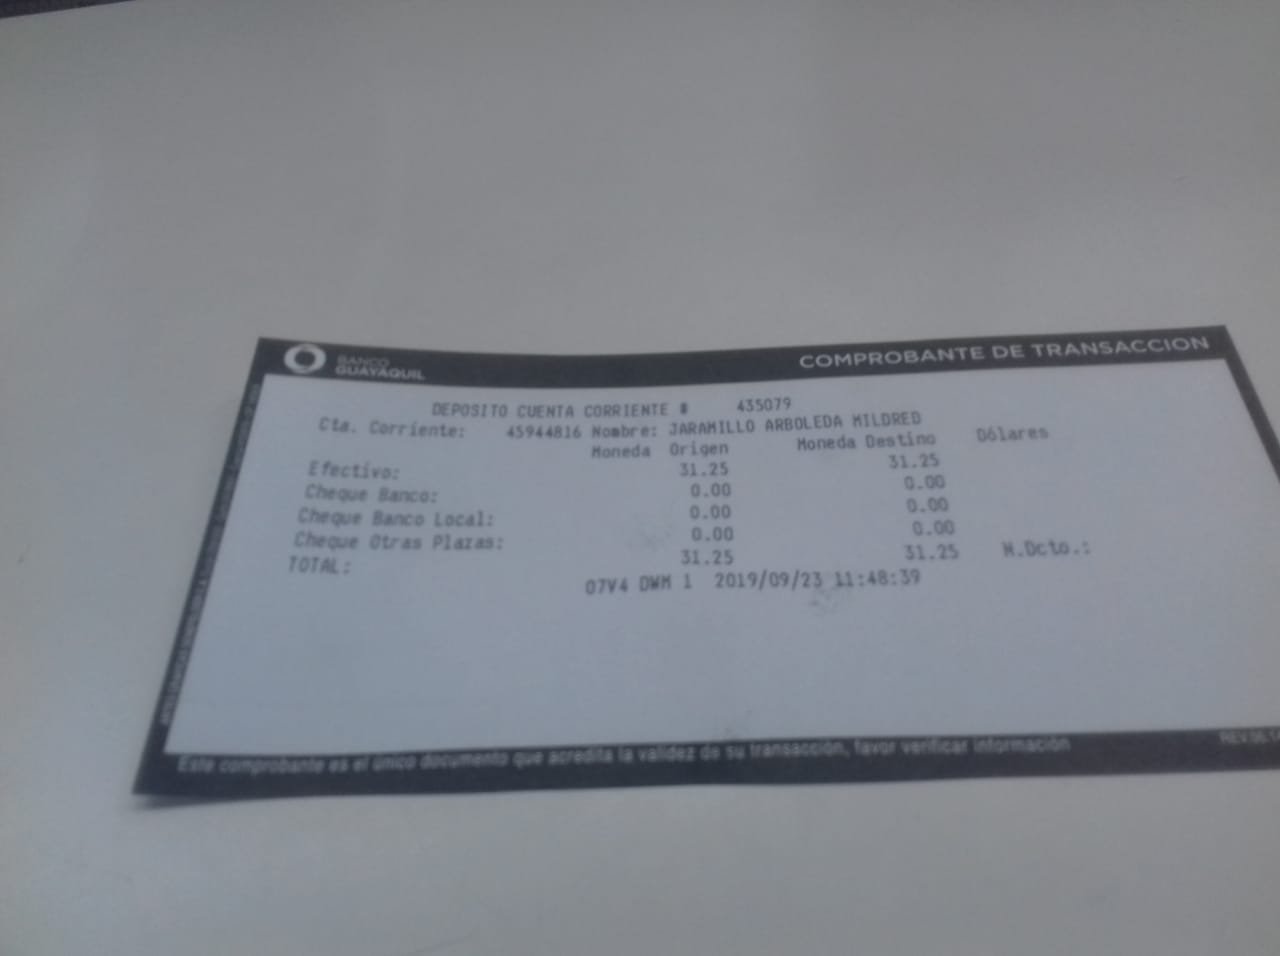 BANCO
GUAYAQUIL
COMPROBANTE DE TRANSACCION
DEPOSITO CUENTA CORRIENTE # 435079
Cta. Corriente: 45944816 Nombre: JARAMILLO ARBOLEDA MILDRED
Moneda Origen Moneda Destino Dólares
Efectivo: 31.25 31.25
Cheque Banco: 0.00 0.00
Cheque Banco Local: 0.00 0.00
Cheque Otras Plazas: 0.00 0.00
TOTAL: 31.25 31.25 N.Dcto.:
07V4 DWM 1 2019/09/23 11:48:39
Este comprobante es el único documento que acredita la validez de su transacción, favor verificar información